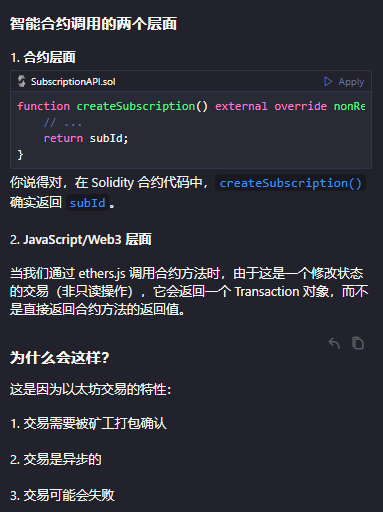 智能合约调用的两个层面
1. 合约层面
SubscriptionAPI.sol
Apply
function createSubscription() external override nonRe
// ...
return subId;
}
你说得对，在 Solidity 合约代码中，createSubscription()
确实返回 subId。
2. JavaScript/Web3 层面
当我们通过 ethers.js 调用合约方法时，由于这是一个修改状态
的交易（非只读操作），它会返回一个 Transaction 对象，而不
是直接返回合约方法的返回值。
为什么会这样？
这是因为以太坊交易的特性：
1. 交易需要被矿工打包确认
2. 交易是异步的
3. 交易可能会失败